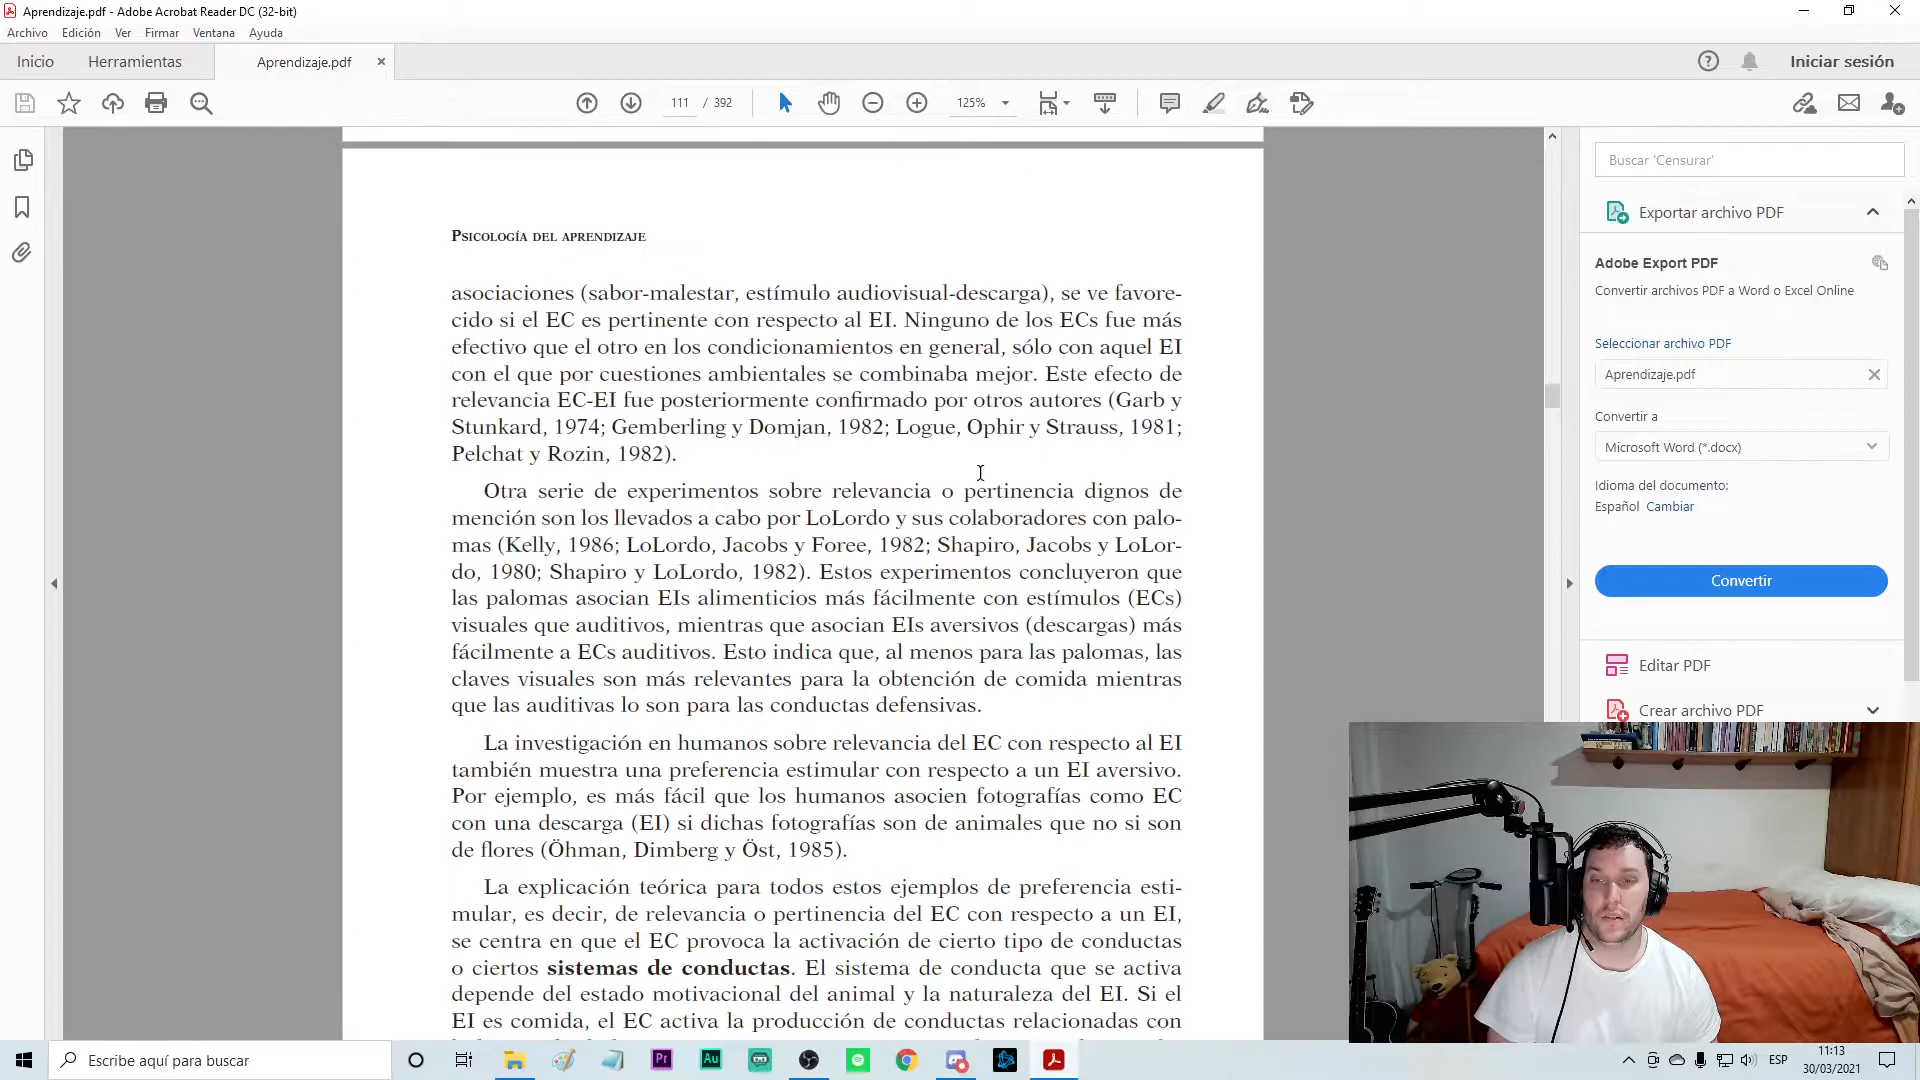 Aprendizaje.pdf - Adobe Acrobat Reader DC (32-bit)
Archivo Edición Ver Firmar Ventana Ayuda
Inicio Herramientas Aprendizaje.pdf Iniciar sesión
111 / 392 125%
Buscar 'Censurar'
Exportar archivo PDF
Adobe Export PDF
Convertir archivos PDF a Word o Excel Online
Seleccionar archivo PDF
Aprendizaje.pdf
Convertir a
Microsoft Word (*.docx)
Idioma del documento:
Español Cambiar
Convertir
Editar PDF
Crear archivo PDF
PSICOLOGÍA DEL APRENDIZAJE
asociaciones (sabor-malestar, estímulo audiovisual-descarga), se ve favore-
cido si el EC es pertinente con respecto al EI. Ninguno de los ECs fue más
efectivo que el otro en los condicionamientos en general, sólo con aquel EI
con el que por cuestiones ambientales se combinaba mejor. Este efecto de
relevancia EC-EI fue posteriormente confirmado por otros autores (Garb y
Stunkard, 1974; Gemberling y Domjan, 1982; Logue, Ophir y Strauss, 1981;
Pelchat y Rozin, 1982).
Otra serie de experimentos sobre relevancia o pertinencia dignos de
mención son los llevados a cabo por LoLordo y sus colaboradores con palo-
mas (Kelly, 1986; LoLordo, Jacobs y Foree, 1982; Shapiro, Jacobs y LoLor-
do, 1980; Shapiro y LoLordo, 1982). Estos experimentos concluyeron que
las palomas asocian EIs alimenticios más fácilmente con estímulos (ECs)
visuales que auditivos, mientras que asocian EIs aversivos (descargas) más
fácilmente a ECs auditivos. Esto indica que, al menos para las palomas, las
claves visuales son más relevantes para la obtención de comida mientras
que las auditivas lo son para las conductas defensivas.
La investigación en humanos sobre relevancia del EC con respecto al EI
también muestra una preferencia estimular con respecto a un EI aversivo.
Por ejemplo, es más fácil que los humanos asocien fotografías como EC
con una descarga (EI) si dichas fotografías son de animales que no si son
de flores (Öhman, Dimberg y Öst, 1985).
La explicación teórica para todos estos ejemplos de preferencia esti-
mular, es decir, de relevancia o pertinencia del EC con respecto a un EI,
se centra en que el EC provoca la activación de cierto tipo de conductas
o ciertos sistemas de conductas. El sistema de conducta que se activa
depende del estado motivacional del animal y la naturaleza del EI. Si el
EI es comida, el EC activa la producción de conductas relacionadas con
Escribe aquí para buscar
Pr Au
ESP
11:13
30/03/2021